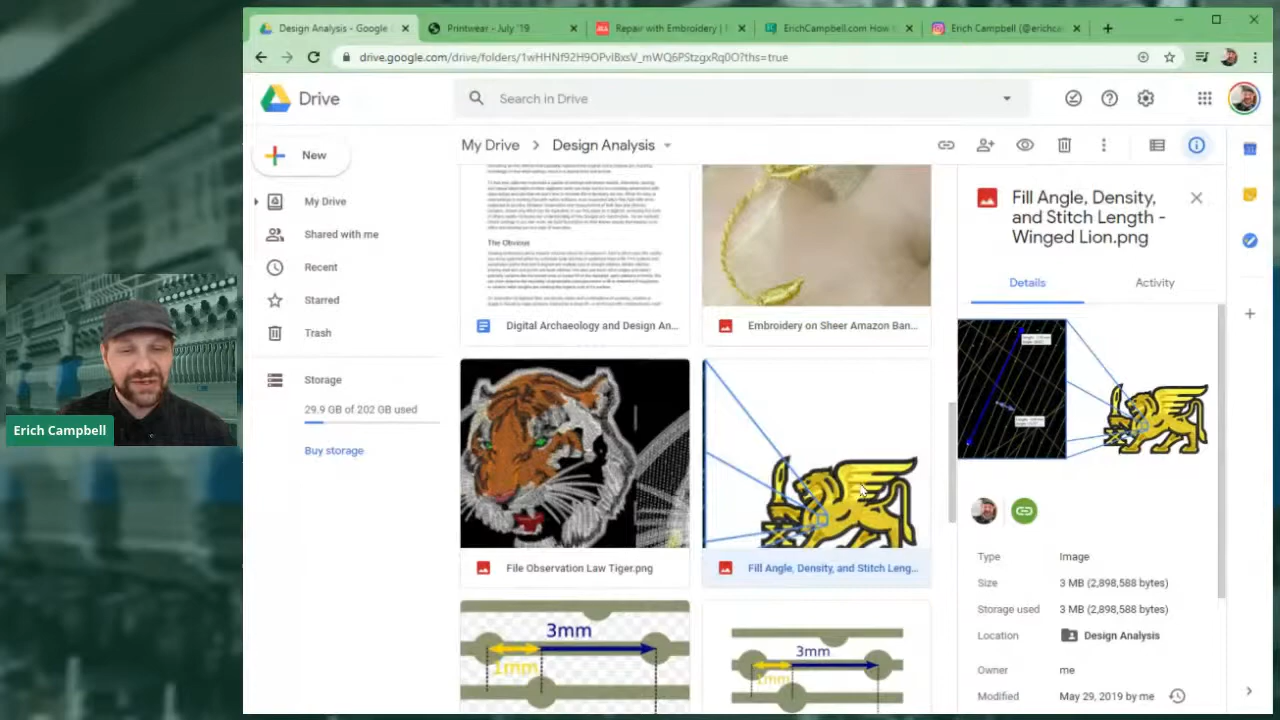 Design Analysis - Google
Printwear - July '19
Repair with Embroidery |
ErichCampbell.com How
Erich Campbell (@erichca
drive.google.com/drive/folders/1wHHNf92H9OPviBxsV_mWQ6PStzgxRq0O?ths=true
Drive
Search in Drive
New
My Drive
Design Analysis
My Drive
Shared with me
Recent
Starred
Trash
Storage
29.9 GB of 202 GB used
Buy storage
The Obvious
Digital Archaeology and Design An...
Embroidery on Sheer Amazon Ban...
File Observation Law Tiger.png
Fill Angle, Density, and Stitch Leng...
3mm
1mm
3mm
1mm
Fill Angle, Density,
and Stitch Length -
Winged Lion.png
Details
Activity
Type
Image
Size
3 MB (2,898,588 bytes)
Storage used
3 MB (2,898,588 bytes)
Location
Design Analysis
Owner
me
Modified
May 29, 2019 by me
Erich Campbell